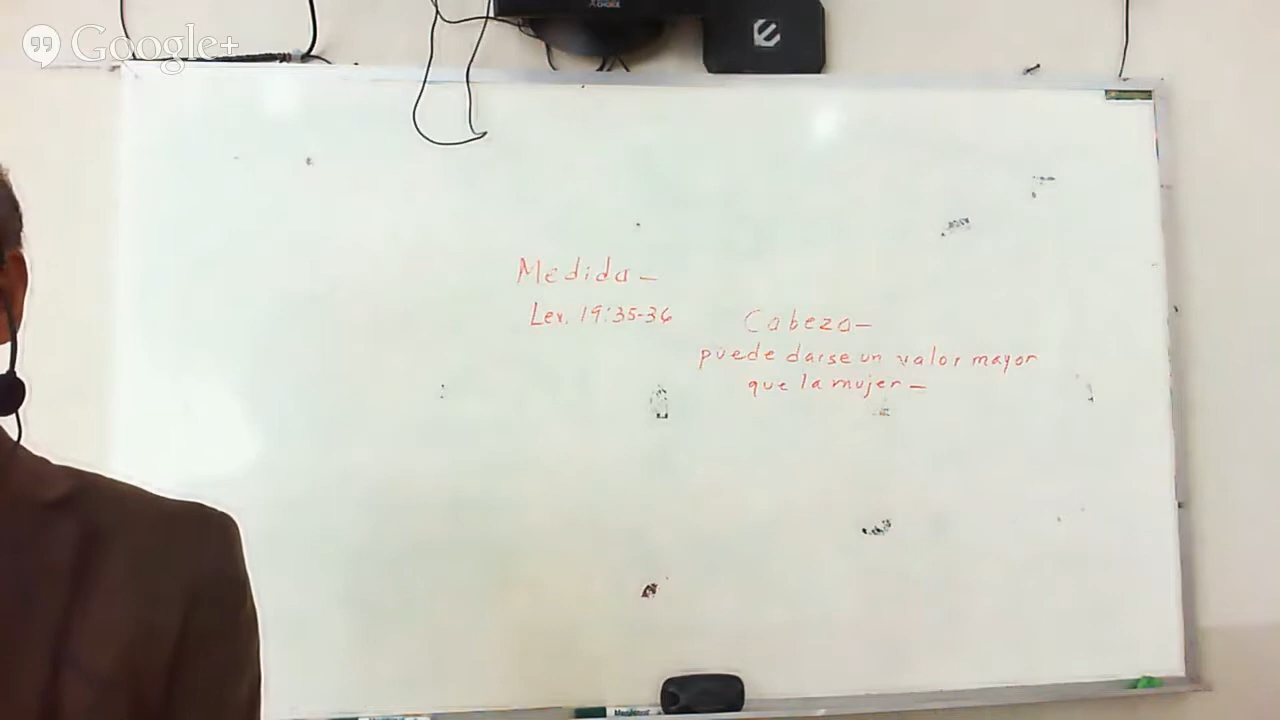 Google+
Medida-
Lev. 19:35-36
Cabeza-
puede darse un valor mayor
que la mujer-